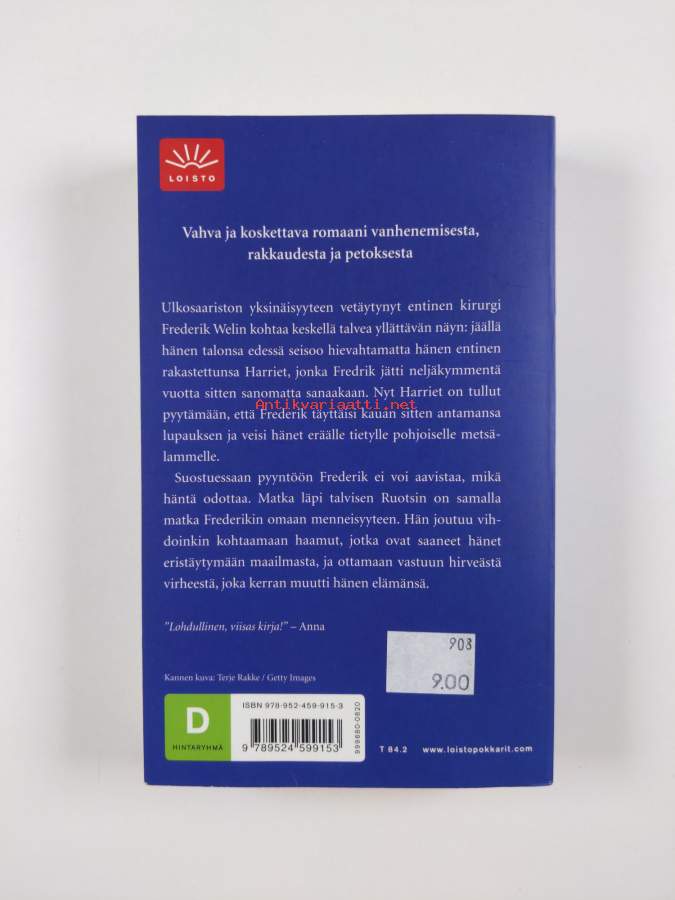 LOISTO
Vahva ja koskettava romaani vanhenemisesta,
rakkaudesta ja petoksesta
Ulkosaariston yksinäisyyteen vetäytynyt entinen kirurgi
Frederik Welin kohtaa keskellä talvea yllättävän näyn: jäällä
hänen talonsa edessä seisoo hievahtamatta hänen entinen
rakastettunsa Harriet, jonka Fredrik jätti neljäkymmentä
vuotta sitten sanomatta sanaakaan. Nyt Harriet on tullut
Antikvariaatti.net
pyytämään, että Frederik täyttäisi kauan sitten antamansa
lupauksen ja veisi hänet eräälle tietylle pohjoiselle metsä-
lammelle.
Suostuessaan pyyntöön Frederik ei voi aavistaa, mikä
häntä odottaa. Matka läpi talvisen Ruotsin on samalla
matka Frederikin omaan menneisyyteen. Hän joutuu vih-
doinkin kohtaamaan haamut, jotka ovat saaneet hänet
eristäytymään maailmasta, ja ottamaan vastuun hirveästä
virheestä, joka kerran muutti hänen elämänsä.
"Lohdullinen, viisas kirja!" – Anna
908
9.00
Kannen kuva: Terje Rakke / Getty Images
D
HINTARYHMÄ
ISBN 978-952-459-915-3
9 789524 599153
999680-0820
T 84.2 www.loistopokkarit.com